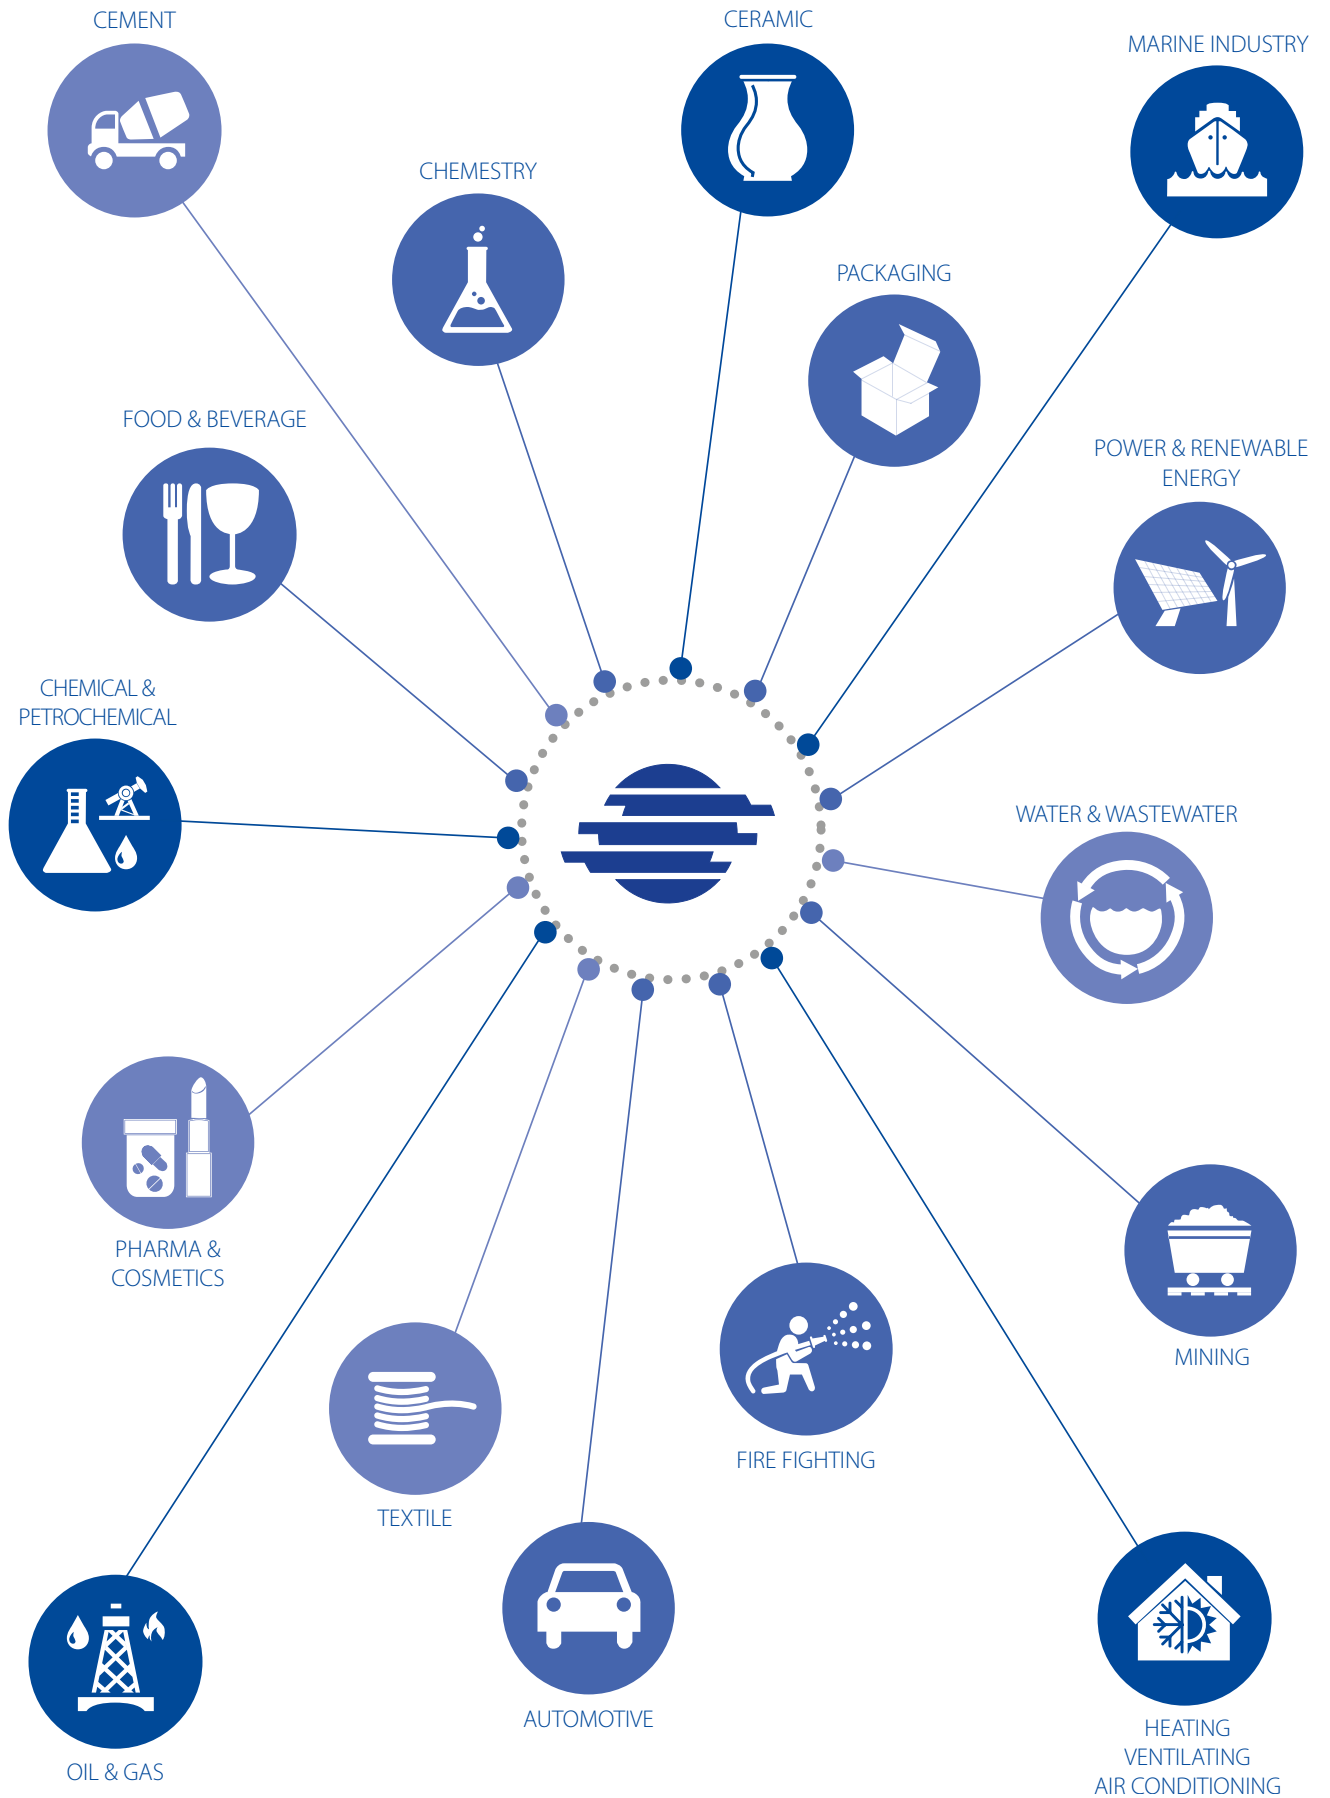 CEMENT
CERAMIC
MARINE INDUSTRY
CHEMESTRY
PACKAGING
FOOD & BEVERAGE
POWER & RENEWABLE
ENERGY
CHEMICAL &
PETROCHEMICAL
WATER & WASTEWATER
PHARMA &
COSMETICS
MINING
FIRE FIGHTING
TEXTILE
AUTOMOTIVE
HEATING
VENTILATING
AIR CONDITIONING
OIL & GAS